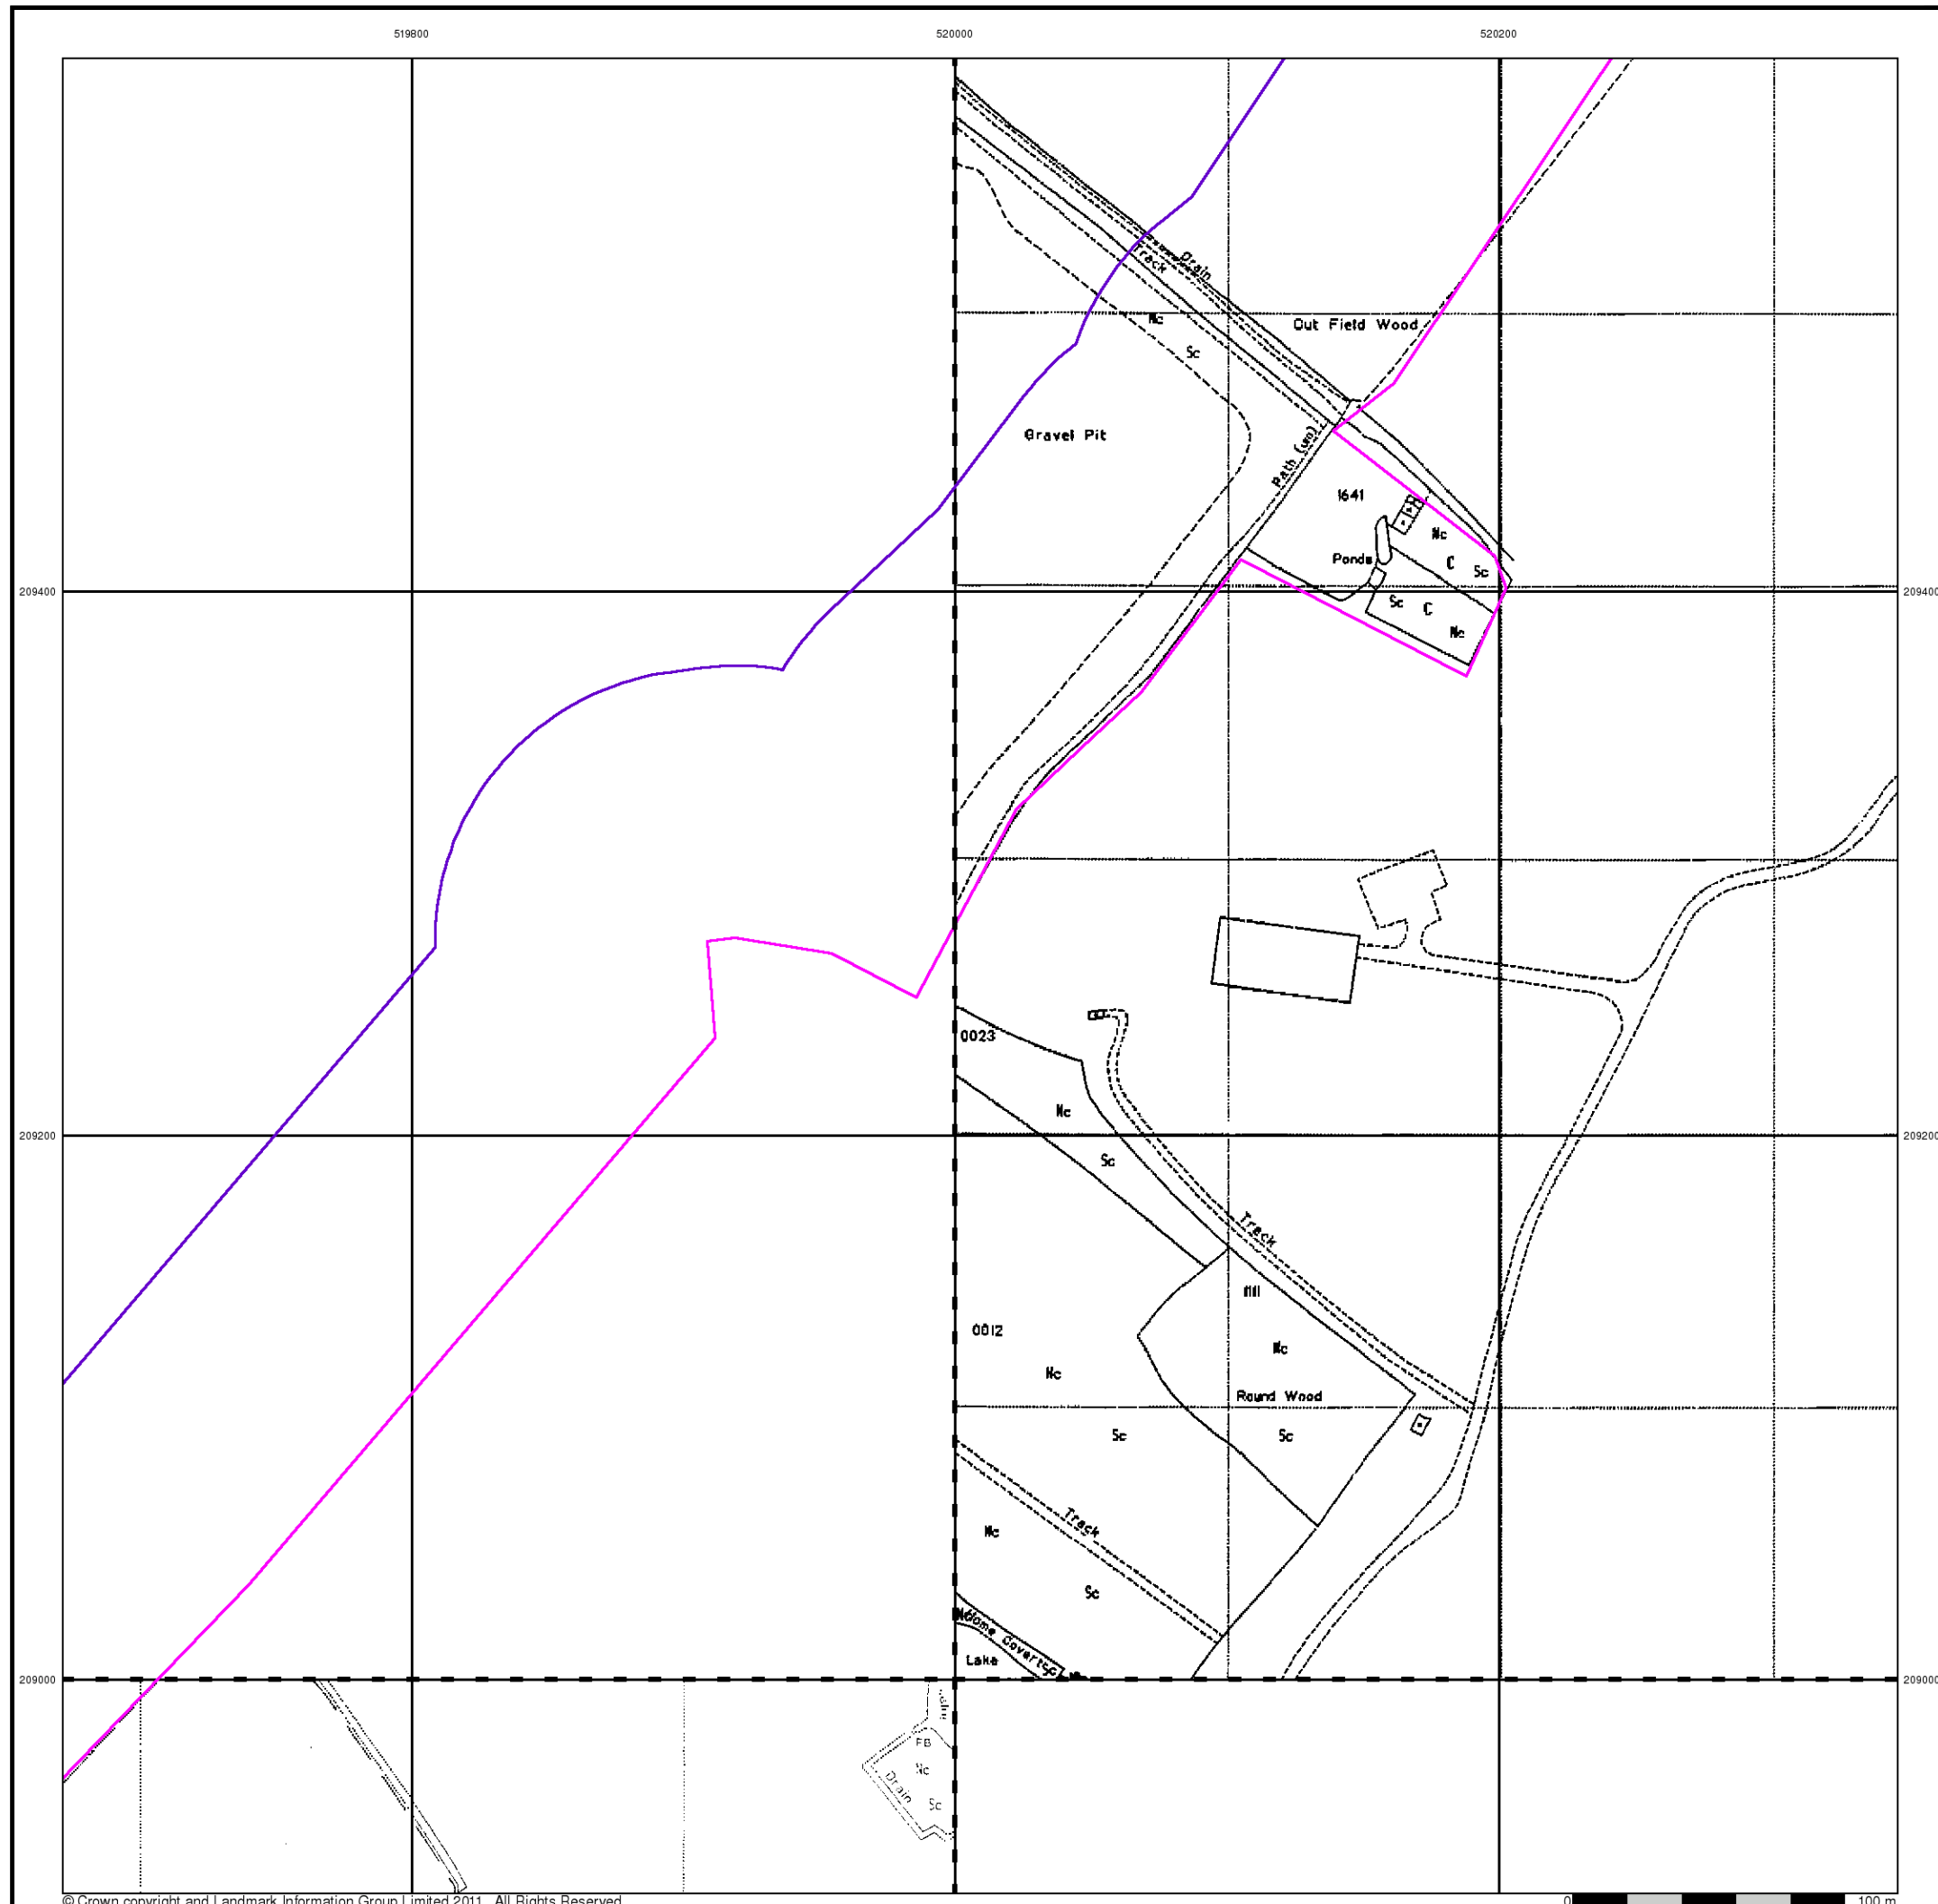 519800
520000
520200
Drain
Track
Out Field Wood
Nc
Sc
Gravel Pit
Path (um)
1641
Nc
Ponds
C
Sc
209400
209400
Sc
C
Nc
0023
Nc
209200
209200
Sc
Track
1111
0012
Nc
Nc
Round Wood
Sc
Sc
Track
Nc
Sc
Covert
Sc
Lake
209000
209000
FB
Nc
Drain
Sc
© Crown copyright and Landmark Information Group Limited 2011. All Rights Reserved.
0
100 m